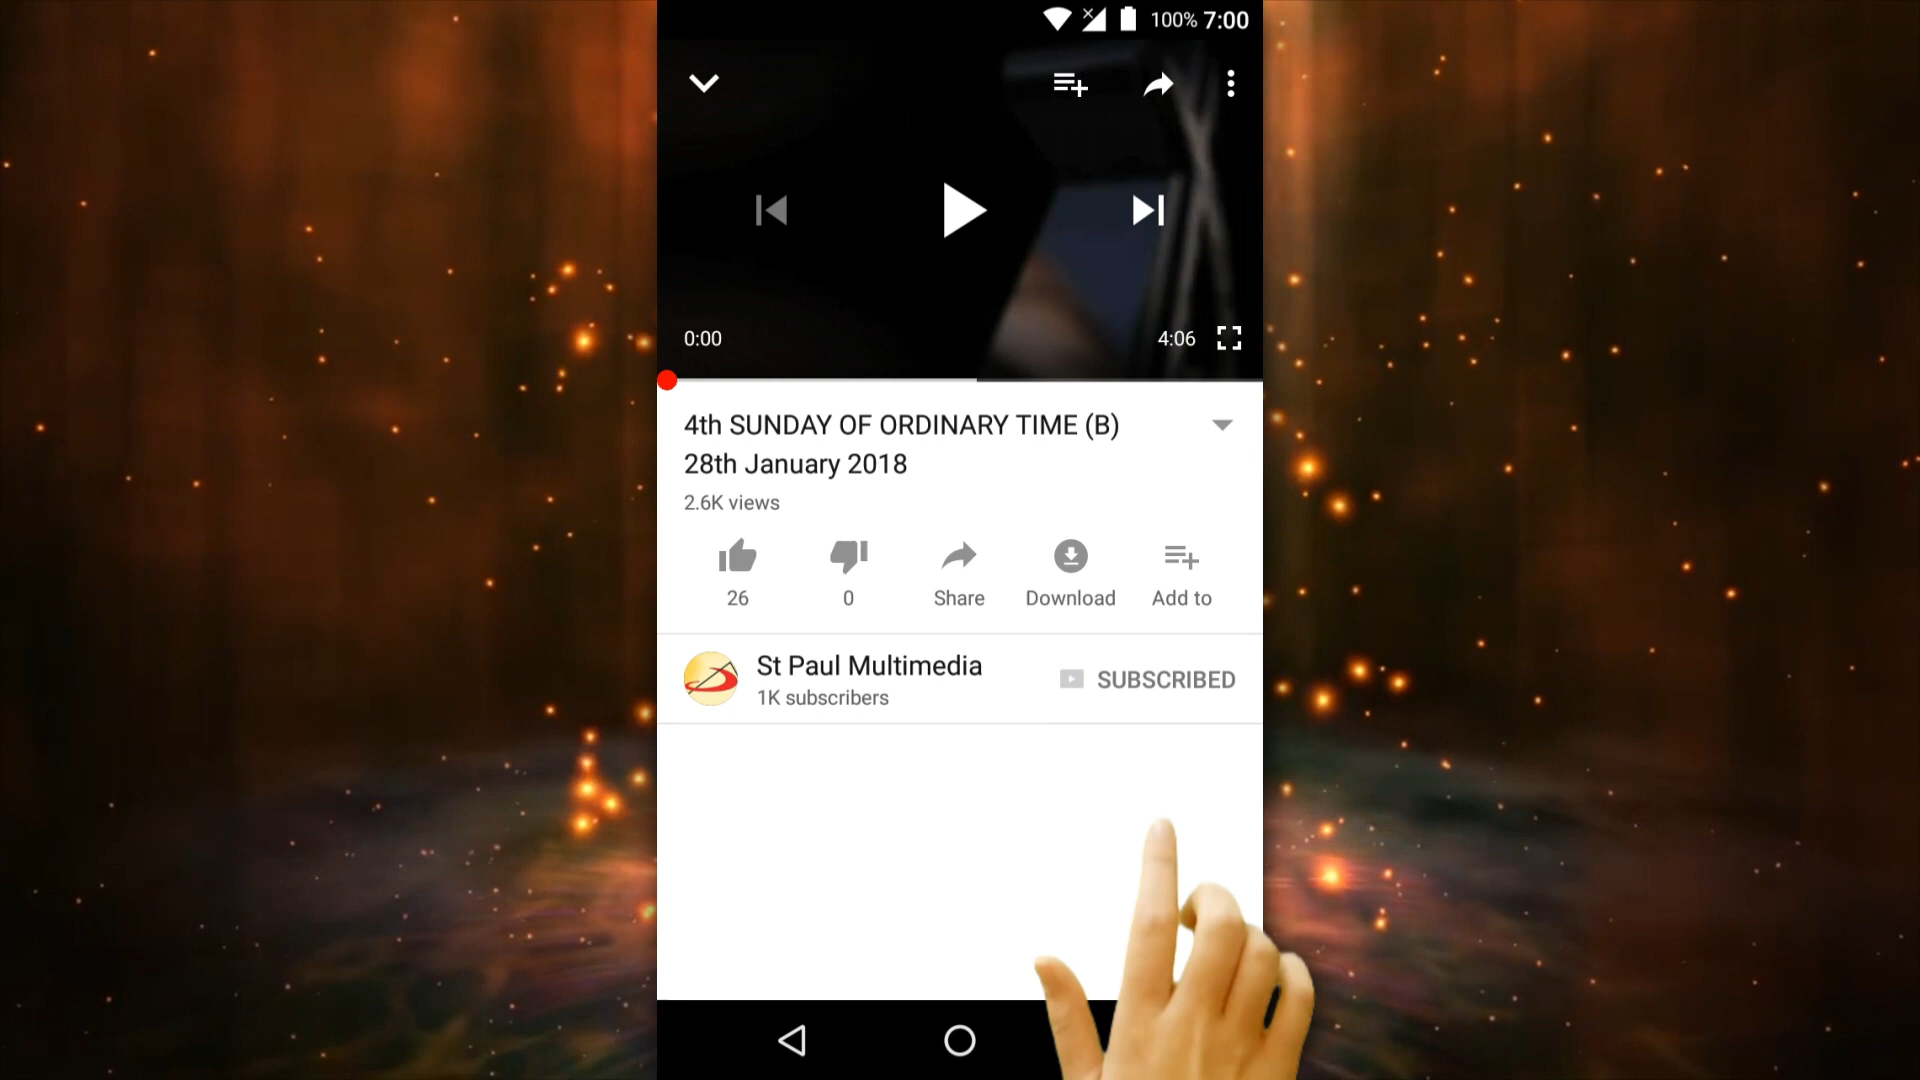 100% 7:00
0:00
4:06
4th SUNDAY OF ORDINARY TIME (B)
28th January 2018
2.6K views
26
0
Share
Download
Add to
St Paul Multimedia
1K subscribers
SUBSCRIBED